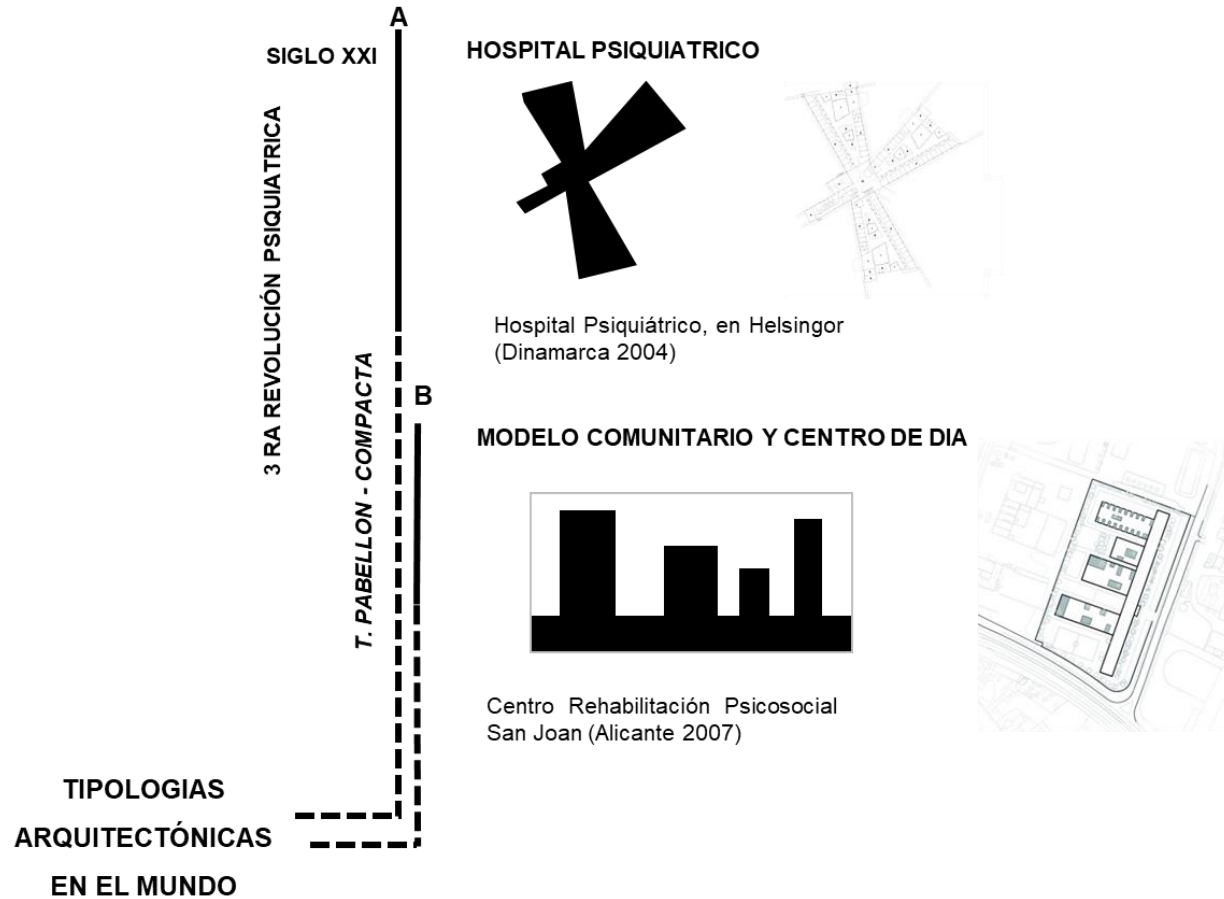 A
SIGLO XXI
HOSPITAL PSIQUIATRICO
3 RA REVOLUCIÓN PSIQUIATRICA
Hospital Psiquiátrico, en Helsingor
(Dinamarca 2004)
T. PABELLON - COMPACTA
B
MODELO COMUNITARIO Y CENTRO DE DIA
Centro Rehabilitación Psicosocial
San Joan (Alicante 2007)
TIPOLOGIAS
ARQUITECTÓNICAS
EN EL MUNDO